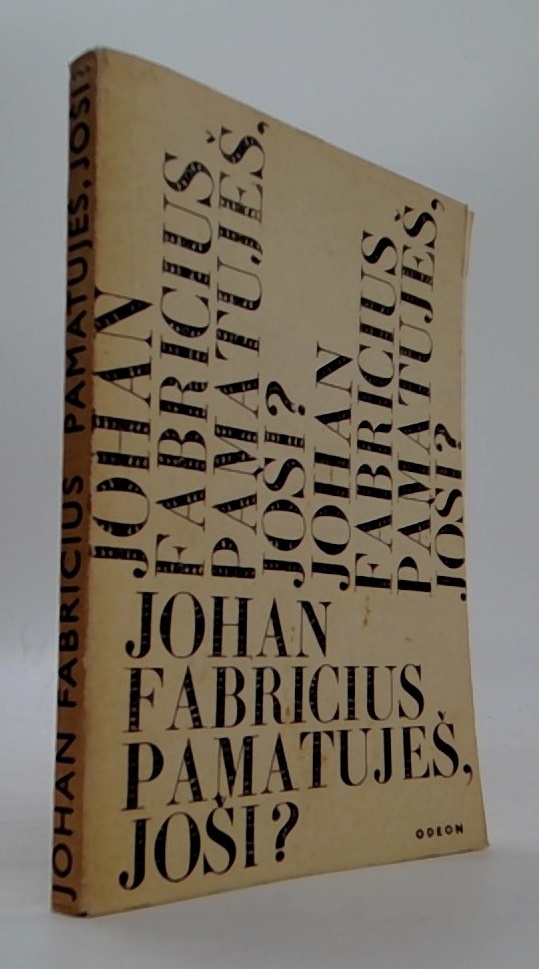 JOHAN FABRICIUS PAMATUJEŠ, JOŠI?
JOHAN
FABRICIUS
PAMATUJEŠ,
JOŠI?
JOHAN
FABRICIUS
PAMATUJEŠ,
JOŠI?
JOHAN
FABRICIUS
PAMATUJEŠ,
JOŠI?
ODEON